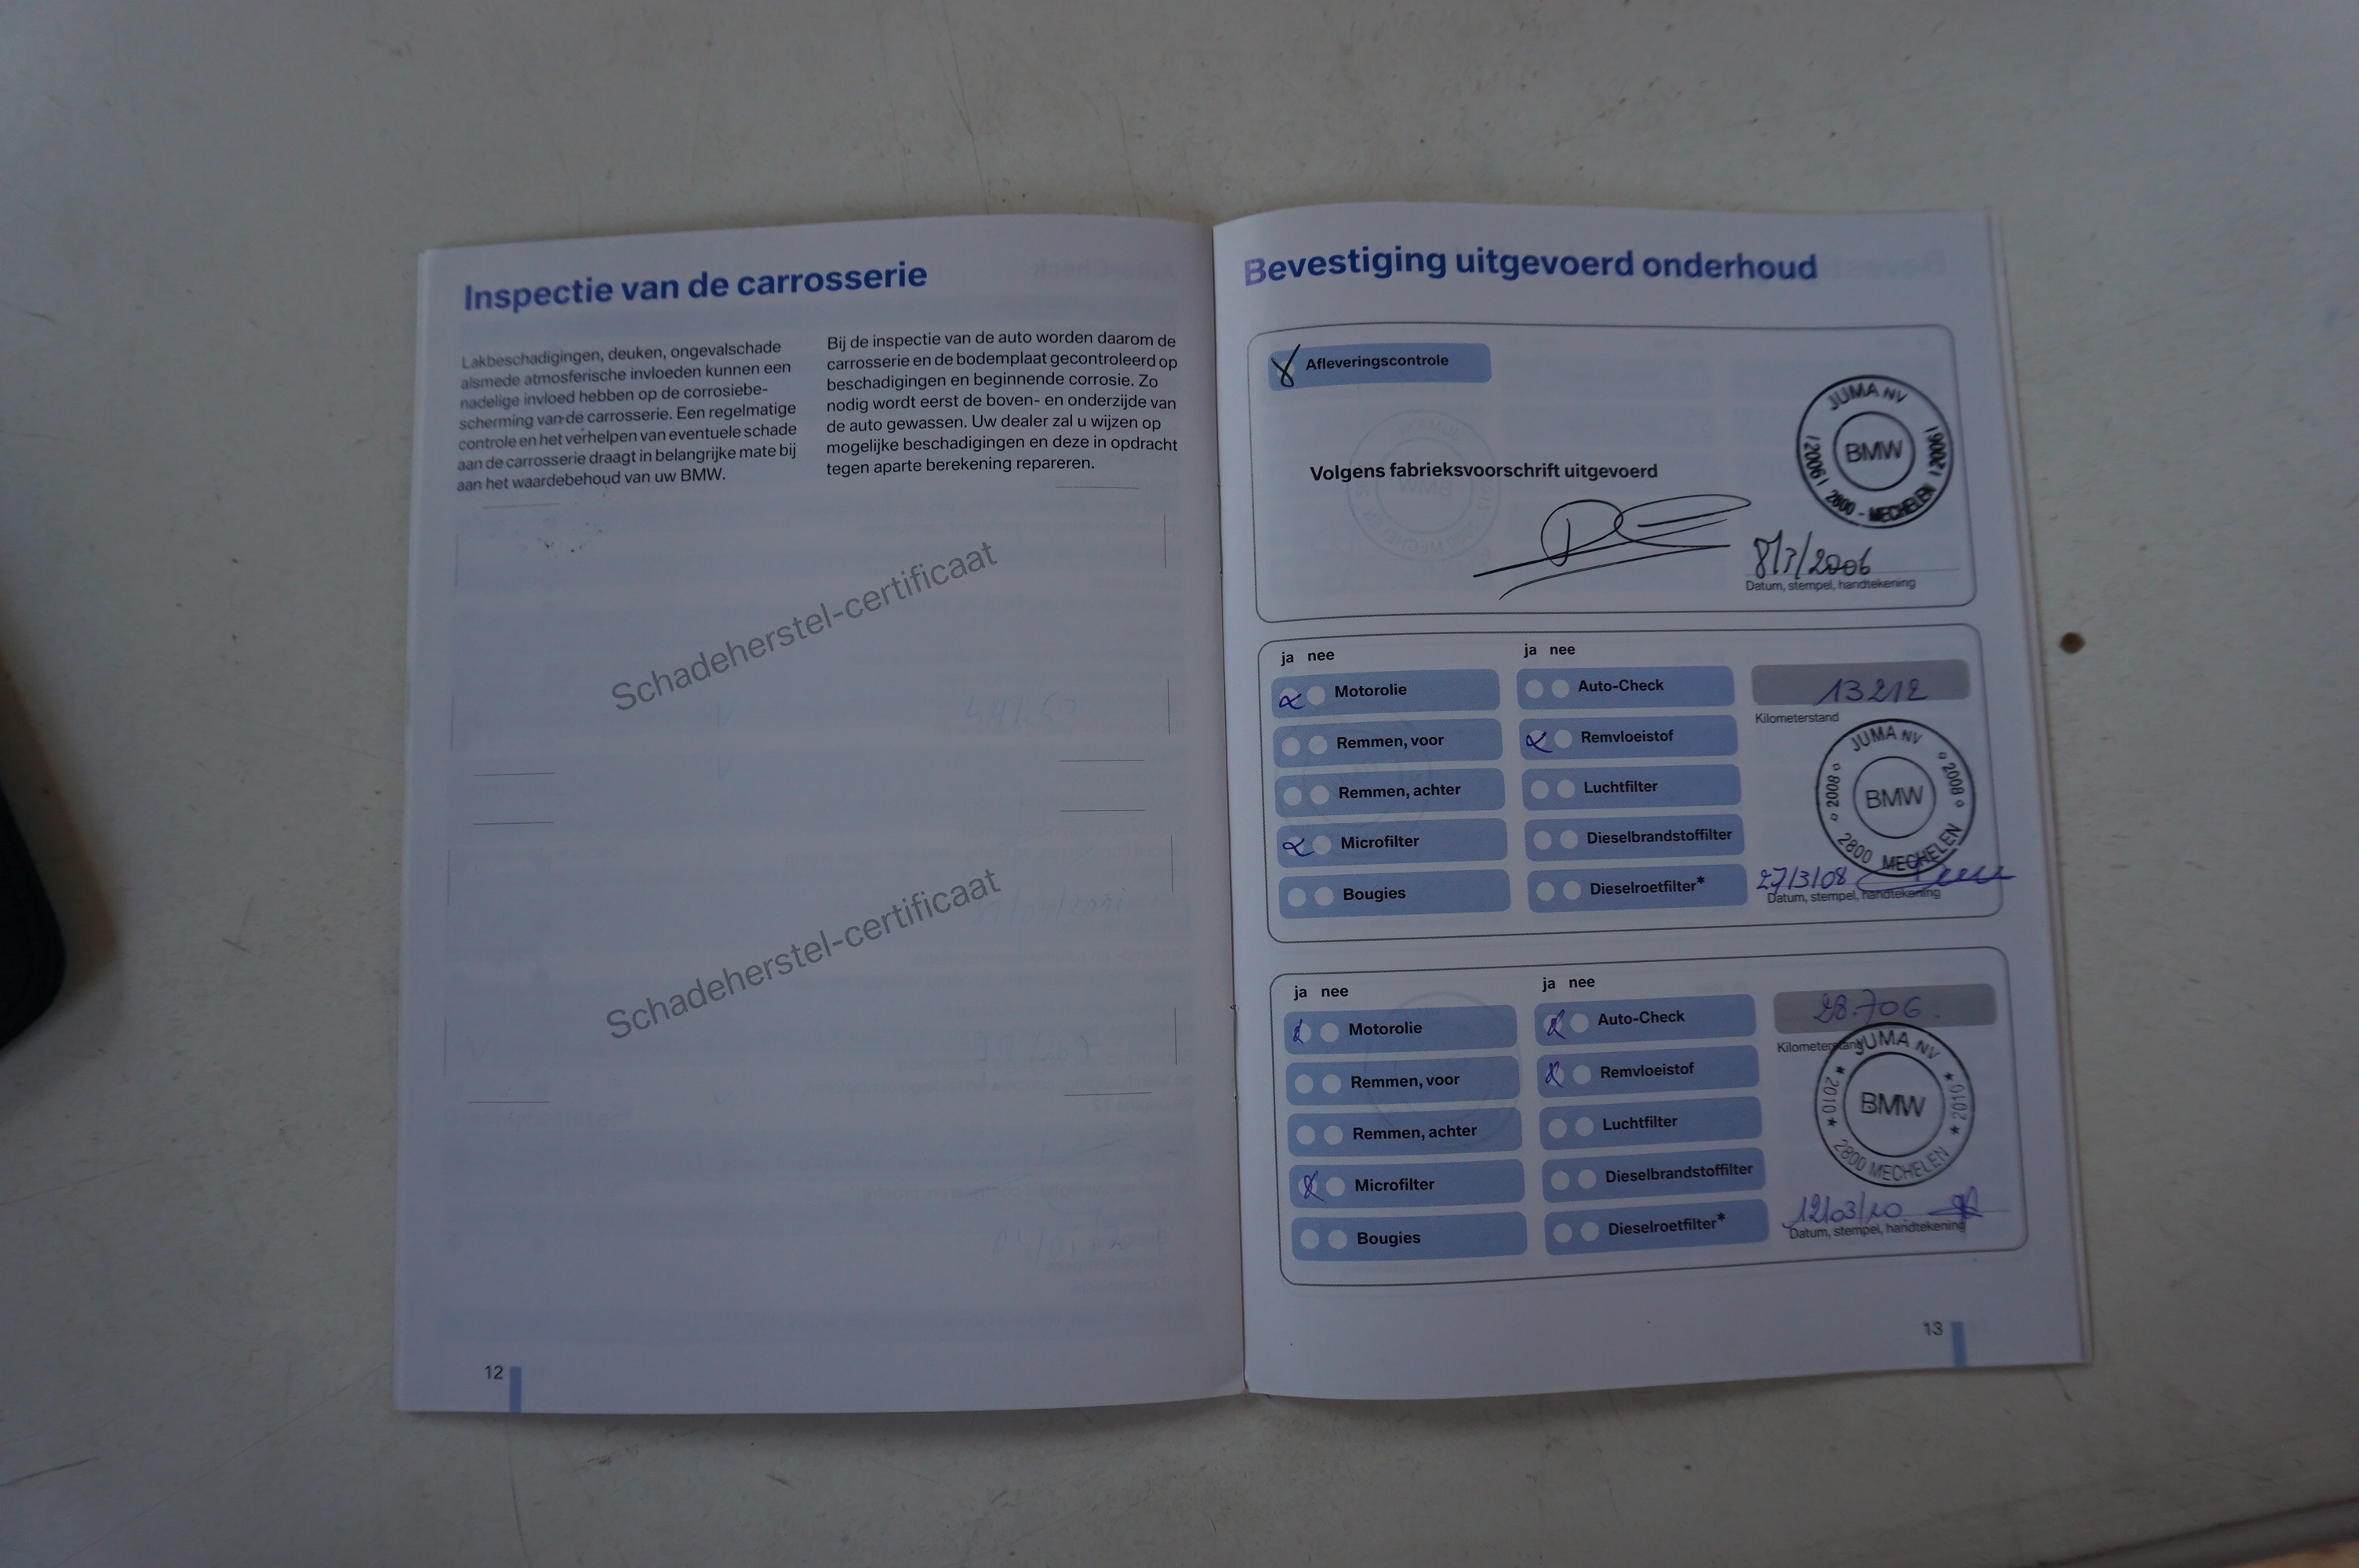 Inspectie van de carrosserie
Lakbeschadigingen, deuken, ongevalschade
alsmede atmosferische invloeden kunnen een
nadelige invloed hebben op de corrosiebe-
scherming van de carrosserie. Een regelmatige
controle en het verhelpen van eventuele schade
aan de carrosserie draagt in belangrijke mate bij
aan het waardebehoud van uw BMW.
Bij de inspectie van de auto worden daarom de
carrosserie en de bodemplaat gecontroleerd op
beschadigingen en beginnende corrosie. Zo
nodig wordt eerst de boven- en onderzijde van
de auto gewassen. Uw dealer zal u wijzen op
mogelijke beschadigingen en deze in opdracht
tegen aparte berekening repareren.
Schadeherstel-certificaat
Schadeherstel-certificaat
12
Bevestiging uitgevoerd onderhoud
Afleveringscontrole
Volgens fabrieksvoorschrift uitgevoerd
JUMA NV
2006 BMW 2006
2800 - MECHELEN
8/3/2006
Datum, stempel, handtekening
ja nee
Motorolie
Remmen, voor
Remmen, achter
Microfilter
Bougies
ja nee
Auto-Check
Remvloeistof
Luchtfilter
Dieselbrandstoffilter
Dieselroetfilter*
13212
Kilometerstand
JUMA NV
2008 BMW 2008
2800 MECHELEN
27/3/08
Datum, stempel, handtekening
ja nee
Motorolie
Remmen, voor
Remmen, achter
Microfilter
Bougies
ja nee
Auto-Check
Remvloeistof
Luchtfilter
Dieselbrandstoffilter
Dieselroetfilter*
28.706.
Kilometerstand
JUMA NV
* 2010 * BMW * 2010 *
2800 MECHELEN
12/03/10
Datum, stempel, handtekening
13